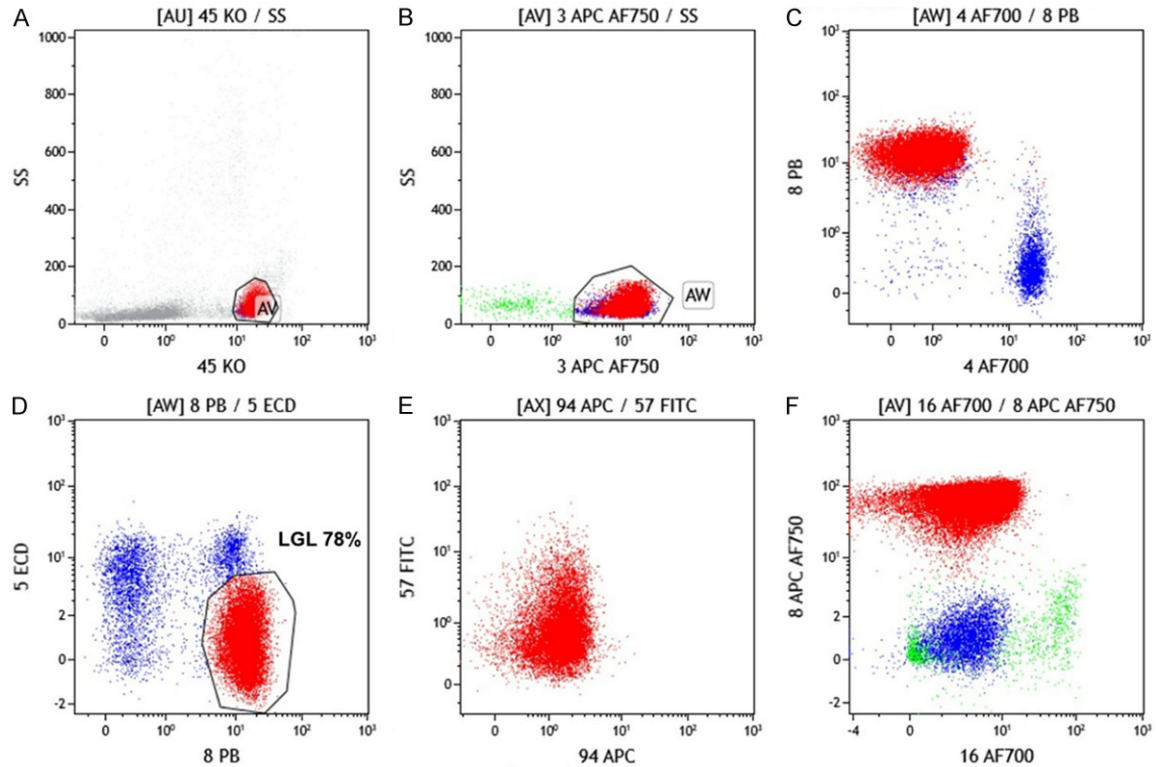 A
[AU] 45 KO / SS
1000
800
600
400
200
0
SS
AV
0
10⁰
10¹
10²
10³
45 KO
B
[AV] 3 APC AF750 / SS
1000
800
600
400
200
0
SS
AW
0
10⁰
10¹
10²
10³
3 APC AF750
C
[AW] 4 AF700 / 8 PB
10³
10²
10¹
10⁰
0
8 PB
0
10⁰
10¹
10²
10³
4 AF700
D
[AW] 8 PB / 5 ECD
10³
10²
10¹
2
0
-2
5 ECD
LGL 78%
0
10⁰
10¹
10²
10³
8 PB
E
[AX] 94 APC / 57 FITC
10³
10²
10¹
10⁰
0
57 FITC
0
10⁰
10¹
10²
10³
94 APC
F
[AV] 16 AF700 / 8 APC AF750
10³
10²
10¹
2
0
-2
8 APC AF750
-4
0
10¹
10²
10³
16 AF700